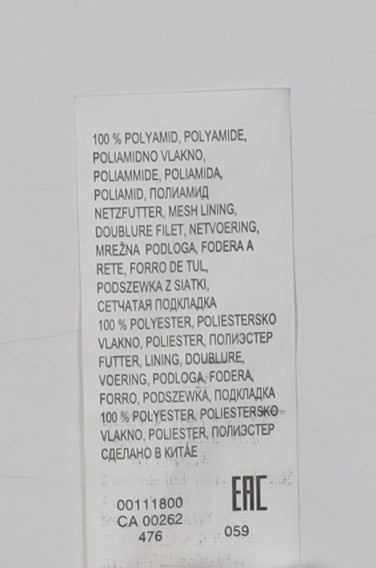 100 % POLYAMID, POLYAMIDE,
POLIAMIDNO VLAKNO,
POLIAMMIDE, POLIAMIDA,
POLIAMID, ПОЛИАМИД
NETZFUTTER, MESH LINING,
DOUBLURE FILET, NETVOERING,
MREŽNA PODLOGA, FODERA A
RETE, FORRO DE TUL,
PODSZEWKA Z SIATKI,
СЕТЧАТАЯ ПОДКЛАДКА
100 % POLYESTER, POLIESTERSKO
VLAKNO, POLIESTER, ПОЛИЭСТЕР
FUTTER, LINING, DOUBLURE,
VOERING, PODLOGA, FODERA,
FORRO, PODSZEWKA, ПОДКЛАДКА
100 % POLYESTER, POLIESTERSKO
VLAKNO, POLIESTER, ПОЛИЭСТЕР
СДЕЛАНО В КИТАЕ
00111800 EAC
CA 00262
476 059